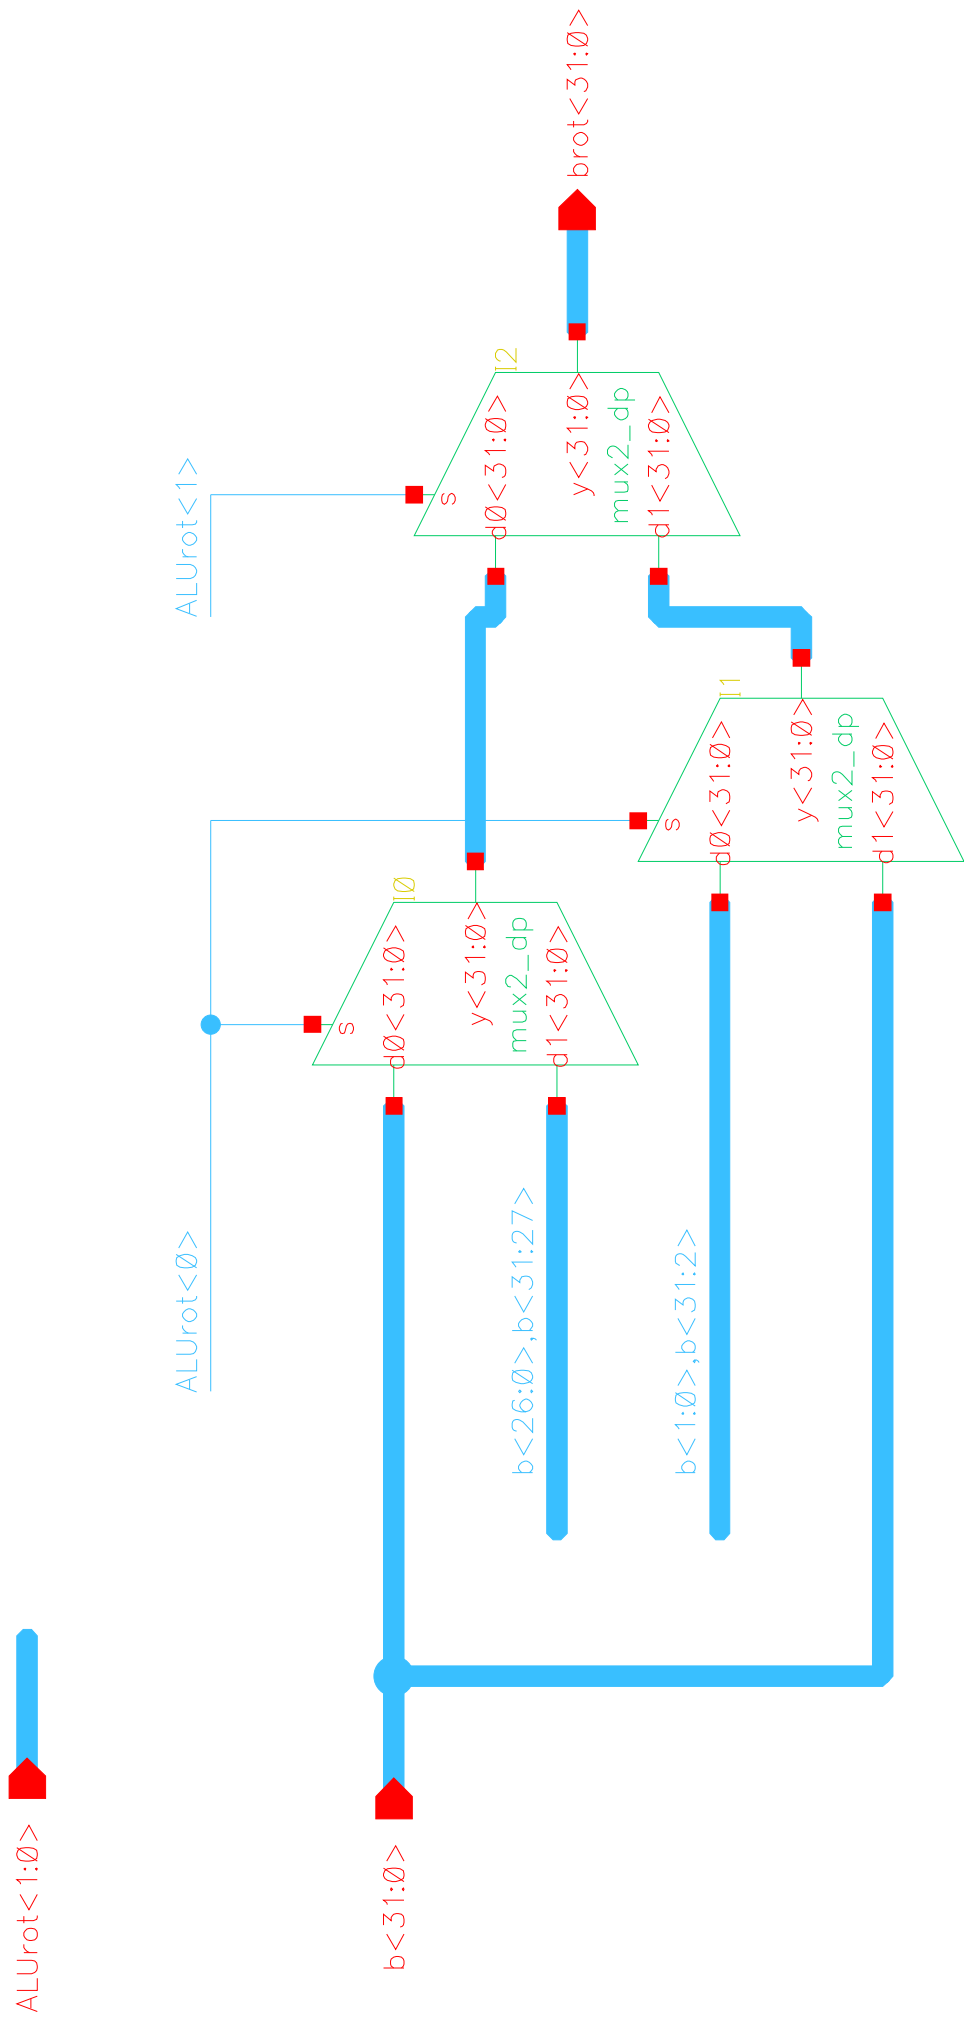 ALUrot<1:0>
ALUrot<0>
ALUrot<1>
b<31:0>
I0
s
d0<31:0>
y<31:0>
mux2_dp
d1<31:0>
b<26:0>,b<31:27>
b<1:0>,b<31:2>
I1
s
d0<31:0>
y<31:0>
mux2_dp
d1<31:0>
I2
s
d0<31:0>
y<31:0>
mux2_dp
d1<31:0>
brot<31:0>